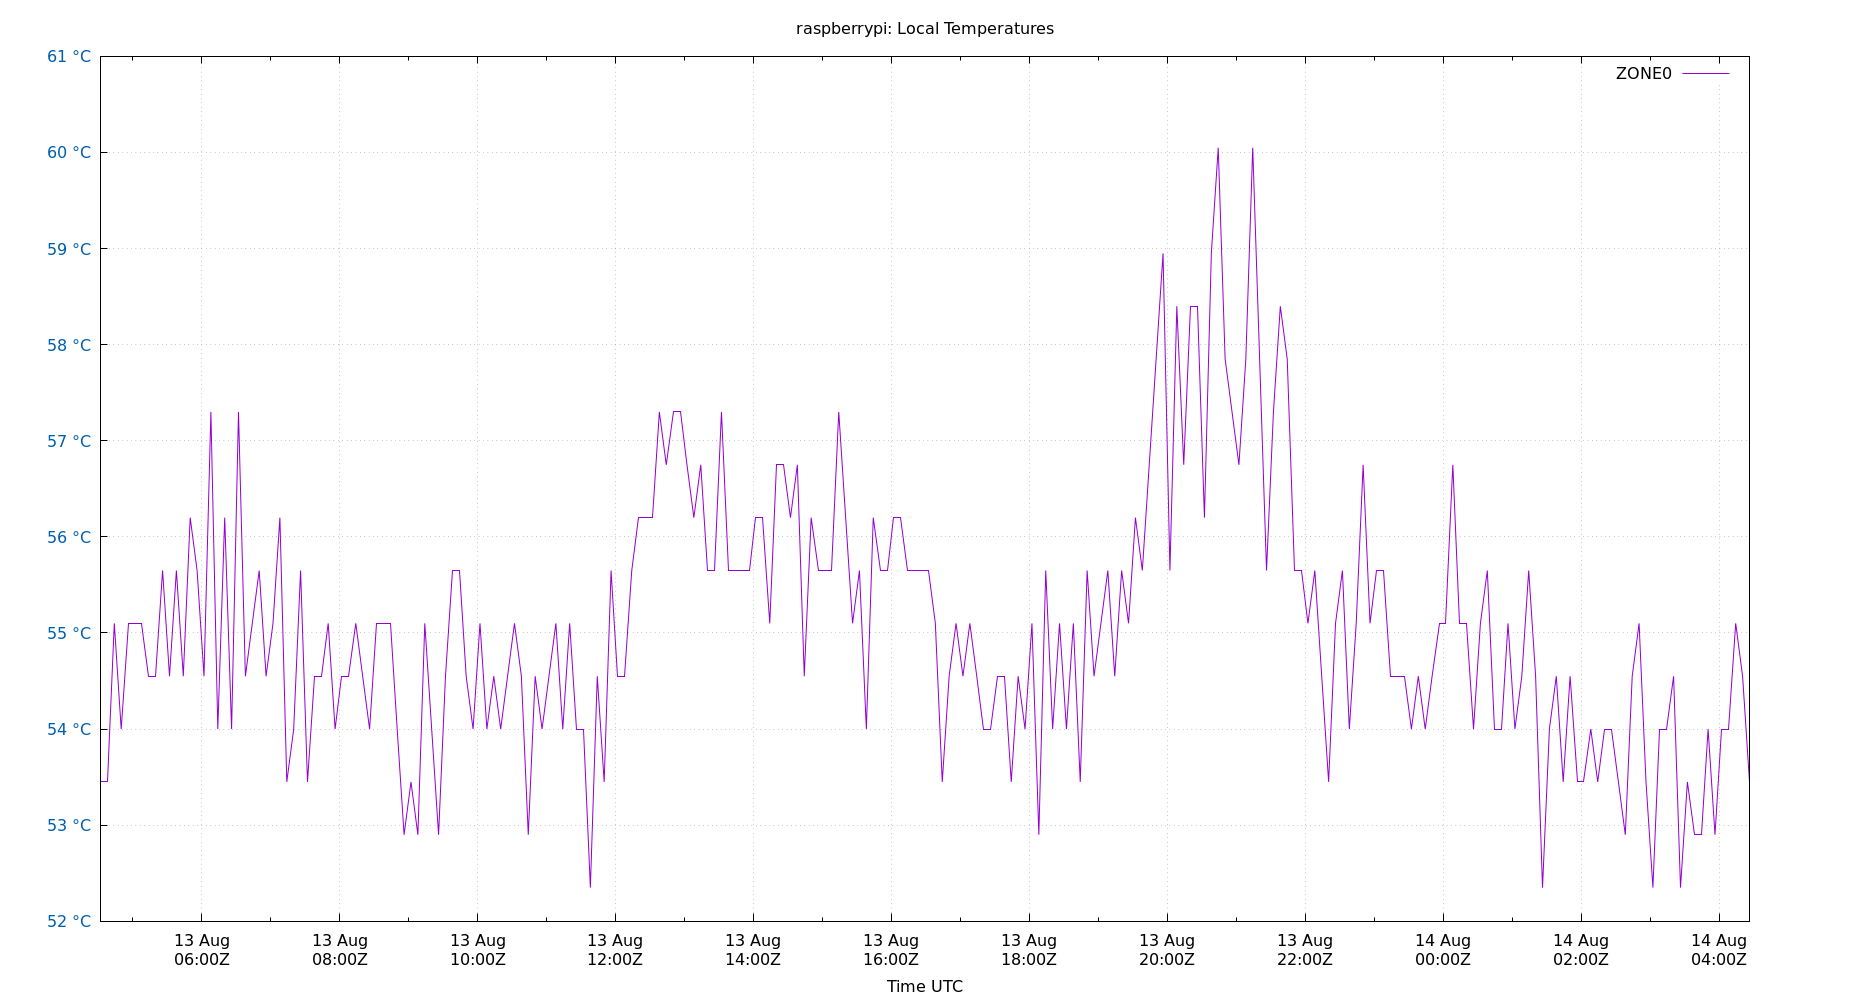 raspberrypi: Local Temperatures
61 °C
ZONE0
60 °C
59 °C
58 °C
57 °C
56 °C
55 °C
54 °C
53 °C
52 °C
13 Aug 13 Aug 13 Aug 13 Aug 13 Aug 13 Aug 13 Aug 13 Aug 13 Aug 14 Aug 14 Aug 14 Aug
06:00Z 08:00Z 10:00Z 12:00Z 14:00Z 16:00Z 18:00Z 20:00Z 22:00Z 00:00Z 02:00Z 04:00Z
Time UTC